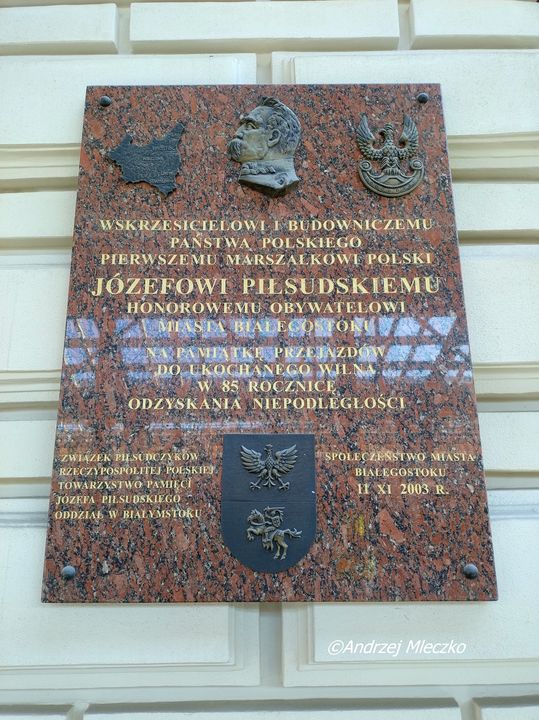 WSKRZESICIELOWI I BUDOWNICZEMU
PAŃSTWA POLSKIEGO
PIERWSZEMU MARSZAŁKOWI POLSKI
JÓZEFOWI PIŁSUDSKIEMU
HONOROWEMU OBYWATELOWI
MIASTA BIAŁEGOSTOKU
NA PAMIĄTKĘ PRZEJAZDÓW
DO UKOCHANEGO WILNA
W 85 ROCZNICĘ
ODZYSKANIA NIEPODLEGŁOŚCI
ZWIĄZEK PIŁSUDCZYKÓW
RZECZYPOSPOLITEJ POLSKIEJ
TOWARZYSTWO PAMIĘCI
JÓZEFA PIŁSUDSKIEGO
ODDZIAŁ W BIAŁYMSTOKU
SPOŁECZEŃSTWO MIASTA
BIAŁEGOSTOKU
11 XI 2003 R.
©Andrzej Mleczko